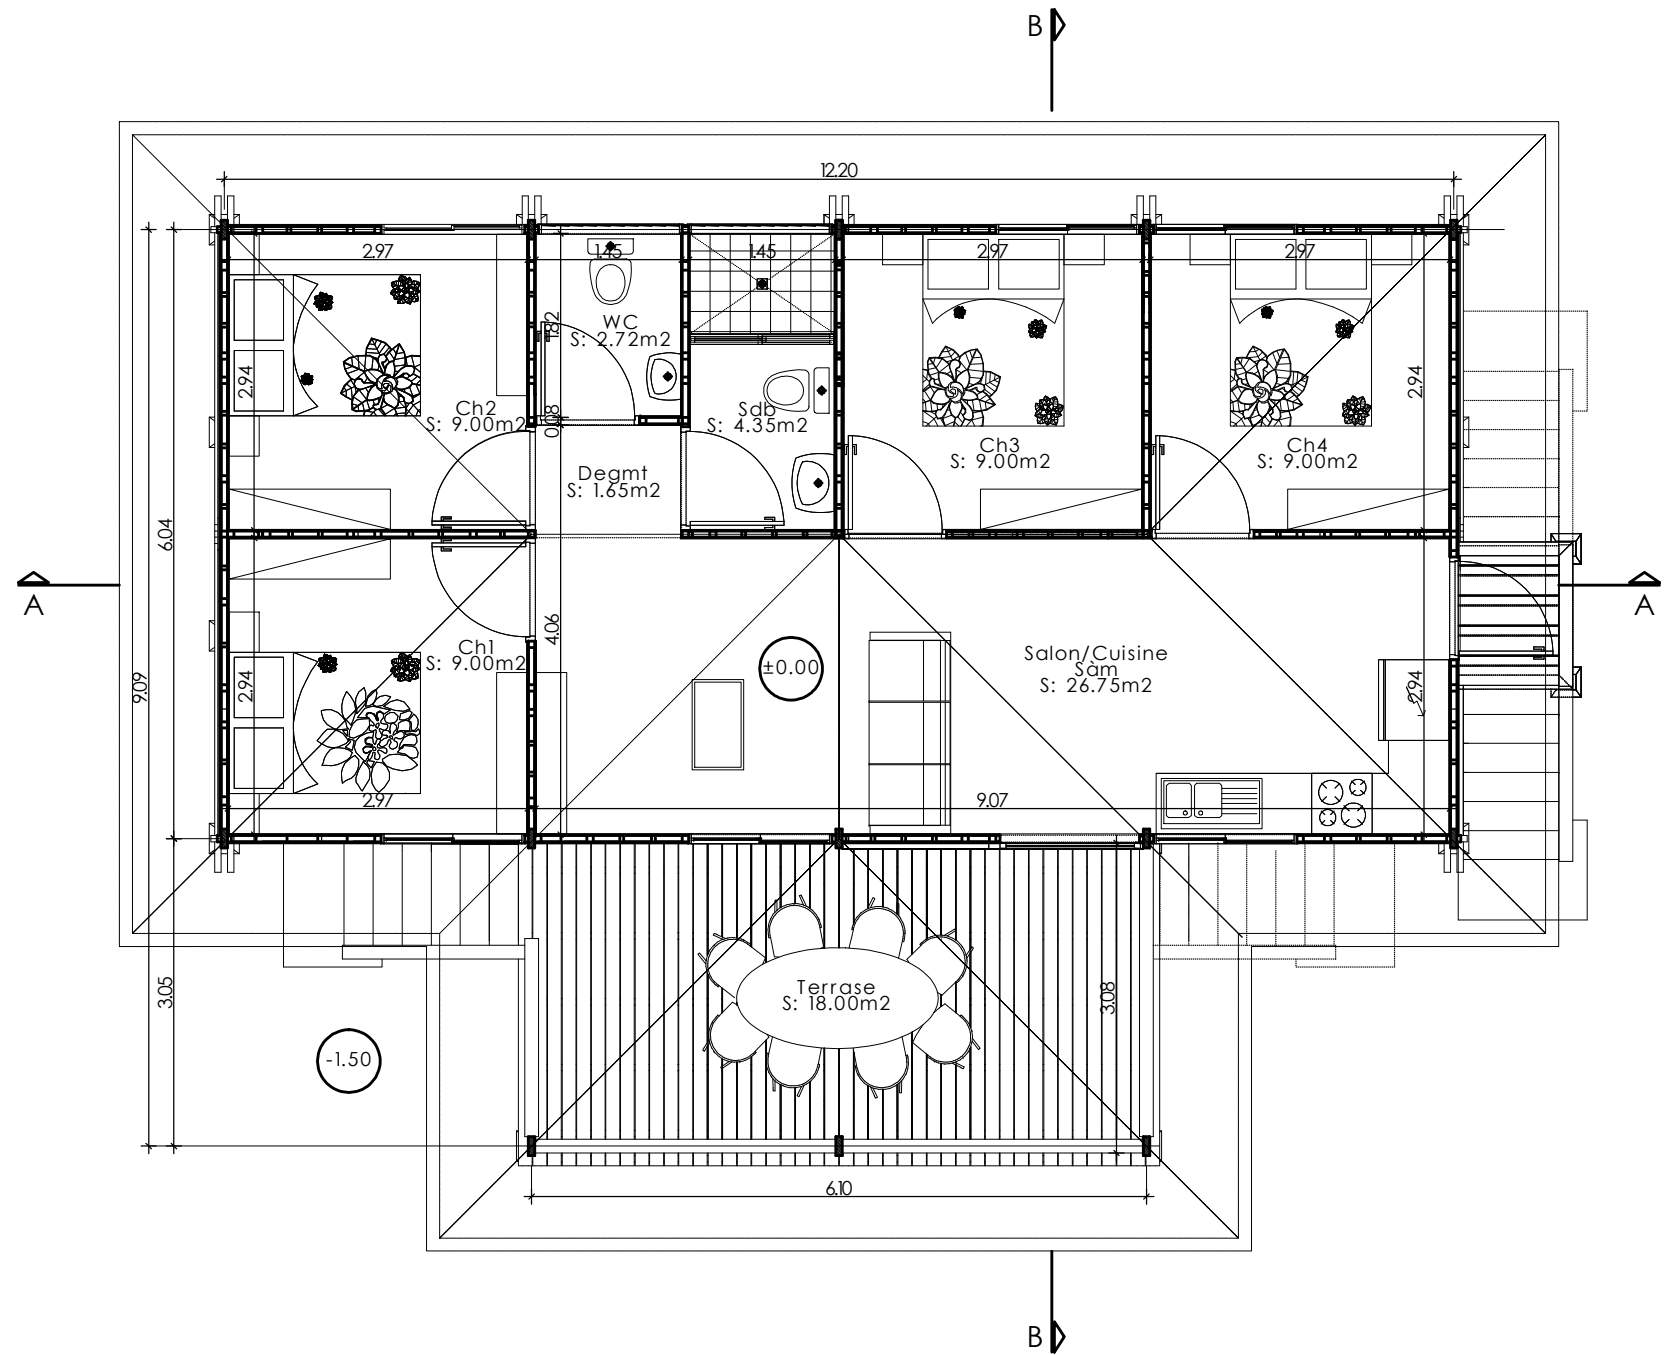 B
12.20
2.97
1.45
1.45
2.97
2.97
1.82
WC
S: 2.72m2
2.94
2.94
Ch2
S: 9.00m2
0.08
Sdb
S: 4.35m2
Ch3
S: 9.00m2
Ch4
S: 9.00m2
Degmt
S: 1.65m2
6.04
A
A
4.06
Ch1
S: 9.00m2
±0.00
Salon/Cuisine
Sàm
S: 26.75m2
9.09
2.94
2.94
2.97
9.07
3.05
Terrase
S: 18.00m2
3.08
-1.50
6.10
B